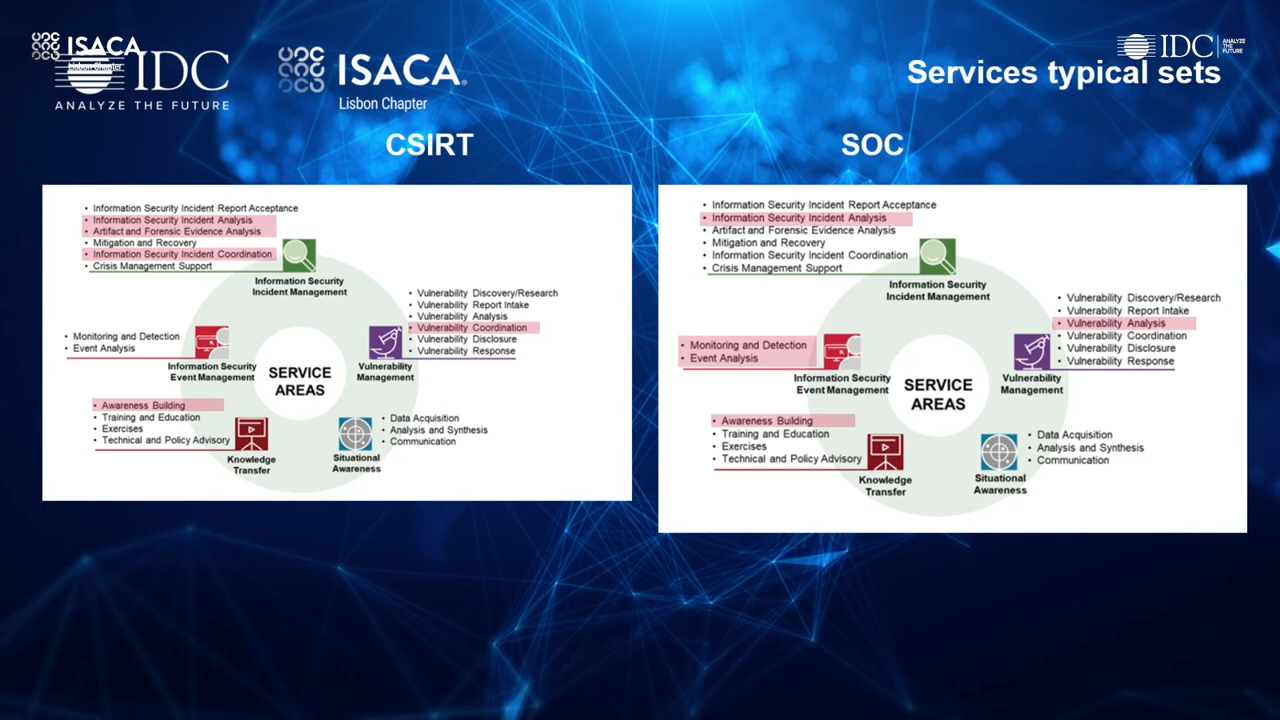 ISACA
Lisbon Chapter
IDC
ANALYZE THE FUTURE
ISACA®
Lisbon Chapter
IDC
ANALYZE
THE
FUTURE
Services typical sets
CSIRT
• Information Security Incident Report Acceptance
• Information Security Incident Analysis
• Artifact and Forensic Evidence Analysis
• Mitigation and Recovery
• Information Security Incident Coordination
• Crisis Management Support
Information Security
Incident Management
• Vulnerability Discovery/Research
• Vulnerability Report Intake
• Vulnerability Analysis
• Vulnerability Coordination
• Vulnerability Disclosure
• Vulnerability Response
Vulnerability
Management
• Monitoring and Detection
• Event Analysis
Information Security
Event Management
SERVICE
AREAS
• Awareness Building
• Training and Education
• Exercises
• Technical and Policy Advisory
Knowledge
Transfer
• Data Acquisition
• Analysis and Synthesis
• Communication
Situational
Awareness
SOC
• Information Security Incident Report Acceptance
• Information Security Incident Analysis
• Artifact and Forensic Evidence Analysis
• Mitigation and Recovery
• Information Security Incident Coordination
• Crisis Management Support
Information Security
Incident Management
• Vulnerability Discovery/Research
• Vulnerability Report Intake
• Vulnerability Analysis
• Vulnerability Coordination
• Vulnerability Disclosure
• Vulnerability Response
Vulnerability
Management
• Monitoring and Detection
• Event Analysis
Information Security
Event Management
SERVICE
AREAS
• Awareness Building
• Training and Education
• Exercises
• Technical and Policy Advisory
Knowledge
Transfer
• Data Acquisition
• Analysis and Synthesis
• Communication
Situational
Awareness